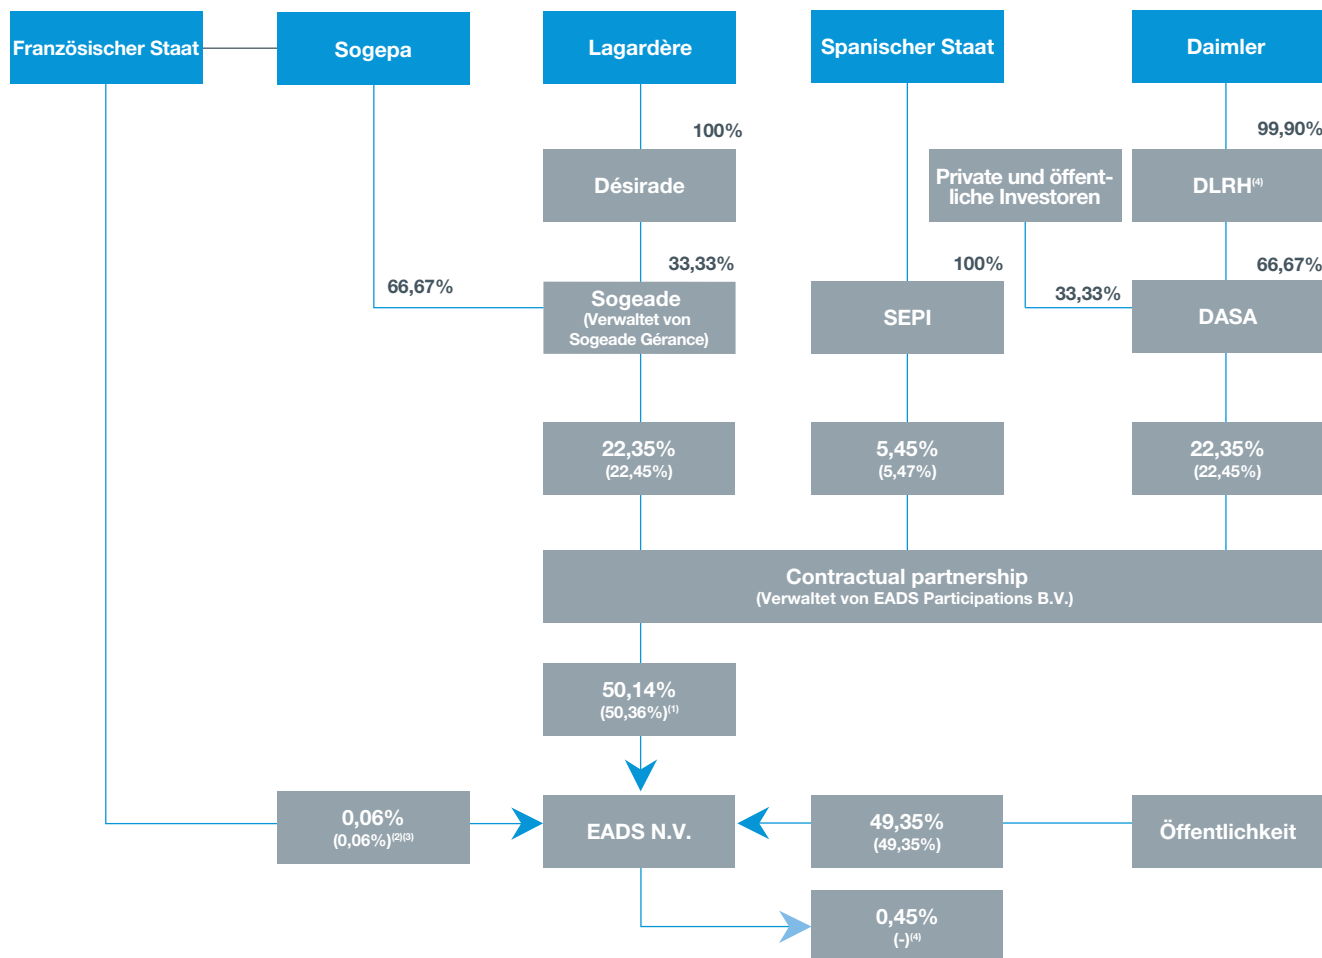 Französischer Staat
Sogepa
Lagardère
Spanischer Staat
Daimler
100%
99,90%
Désirade
Private und öffent-
liche Investoren
DLRH(4)
33,33%
100%
66,67%
66,67%
33,33%
Sogeade
(Verwaltet von
Sogeade Gérance)
SEPI
DASA
22,35%
(22,45%)
5,45%
(5,47%)
22,35%
(22,45%)
Contractual partnership
(Verwaltet von EADS Participations B.V.)
50,14%
(50,36%)(1)
0,06%
(0,06%)(2)(3)
EADS N.V.
49,35%
(49,35%)
Öffentlichkeit
0,45%
(-)(4)